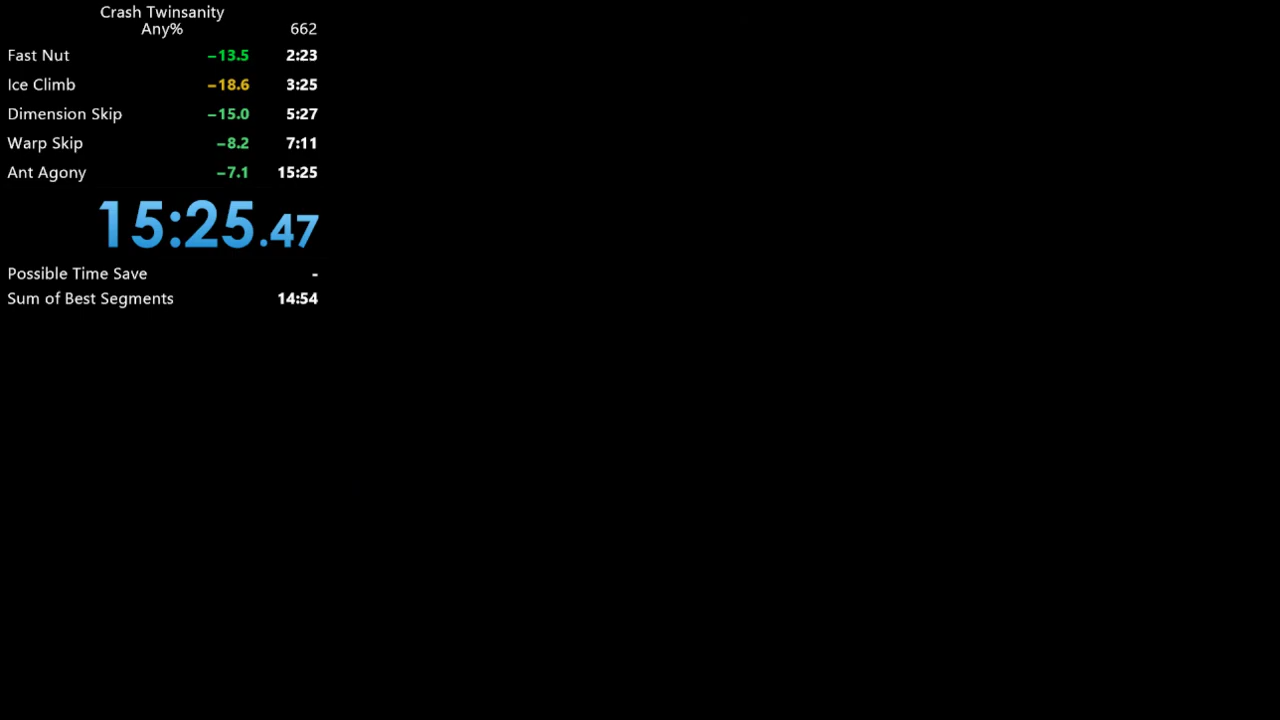 Crash Twinsanity
Any% 662
Fast Nut −13.5 2:23
Ice Climb −18.6 3:25
Dimension Skip −15.0 5:27
Warp Skip −8.2 7:11
Ant Agony −7.1 15:25
15:25.47
Possible Time Save -
Sum of Best Segments 14:54